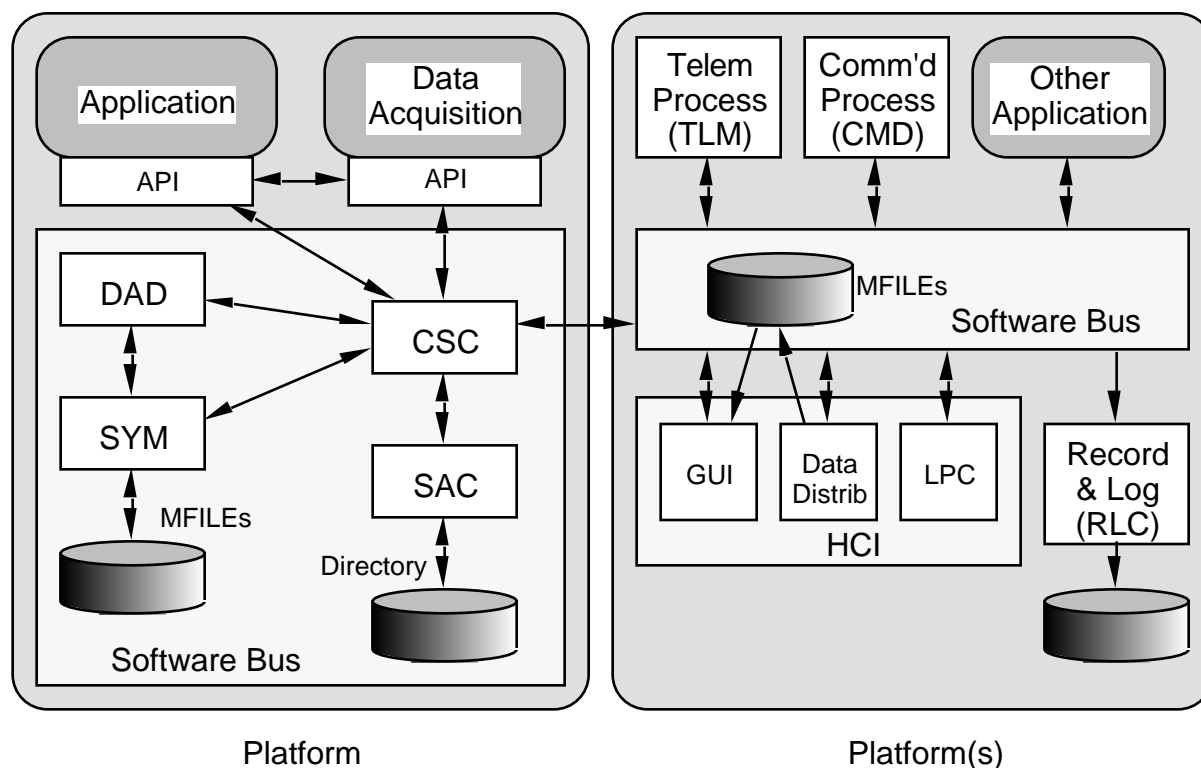 Application
Data
Acquisition
API
API
DAD
CSC
SYM
SAC
MFILEs
Directory
Software Bus
Platform
Telem
Process
(TLM)
Comm'd
Process
(CMD)
Other
Application
MFILEs
Software Bus
GUI
Data
Distrib
LPC
HCI
Record
& Log
(RLC)
Platform(s)